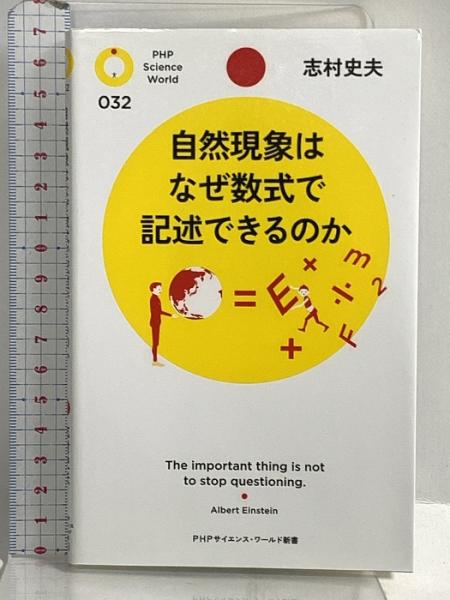 PHP
Science
World
032
志村史夫
自然現象は
なぜ数式で
記述できるのか
= E + ÷ m 2 F +
The important thing is not
to stop questioning.
Albert Einstein
PHPサイエンス・ワールド新書